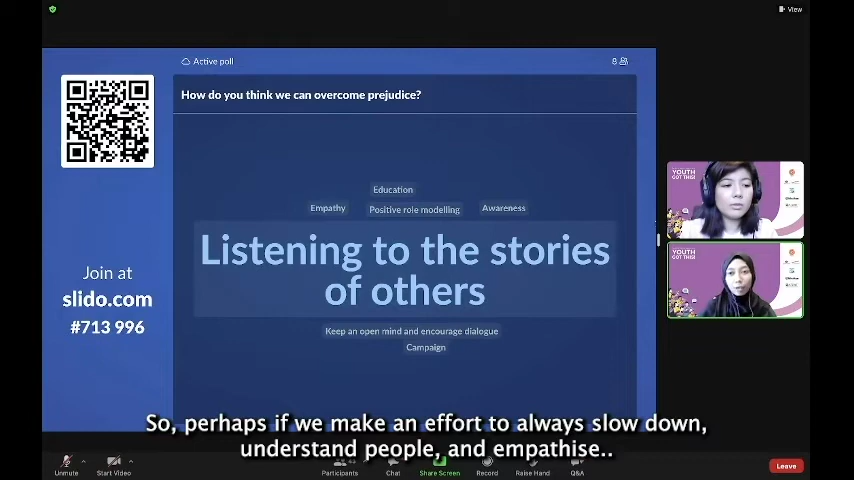 View
Active poll
8
How do you think we can overcome prejudice?
Education
Empathy
Positive role modelling
Awareness
Listening to the stories
of others
Keep an open mind and encourage dialogue
Campaign
Join at
slido.com
#713 996
YOUTH
GOT THIS!
YOUTH
GOT THIS!
So, perhaps if we make an effort to always slow down,
understand people, and empathise..
Unmute
Start Video
Participants
Chat
Share Screen
Record
Raise Hand
Q&A
Leave